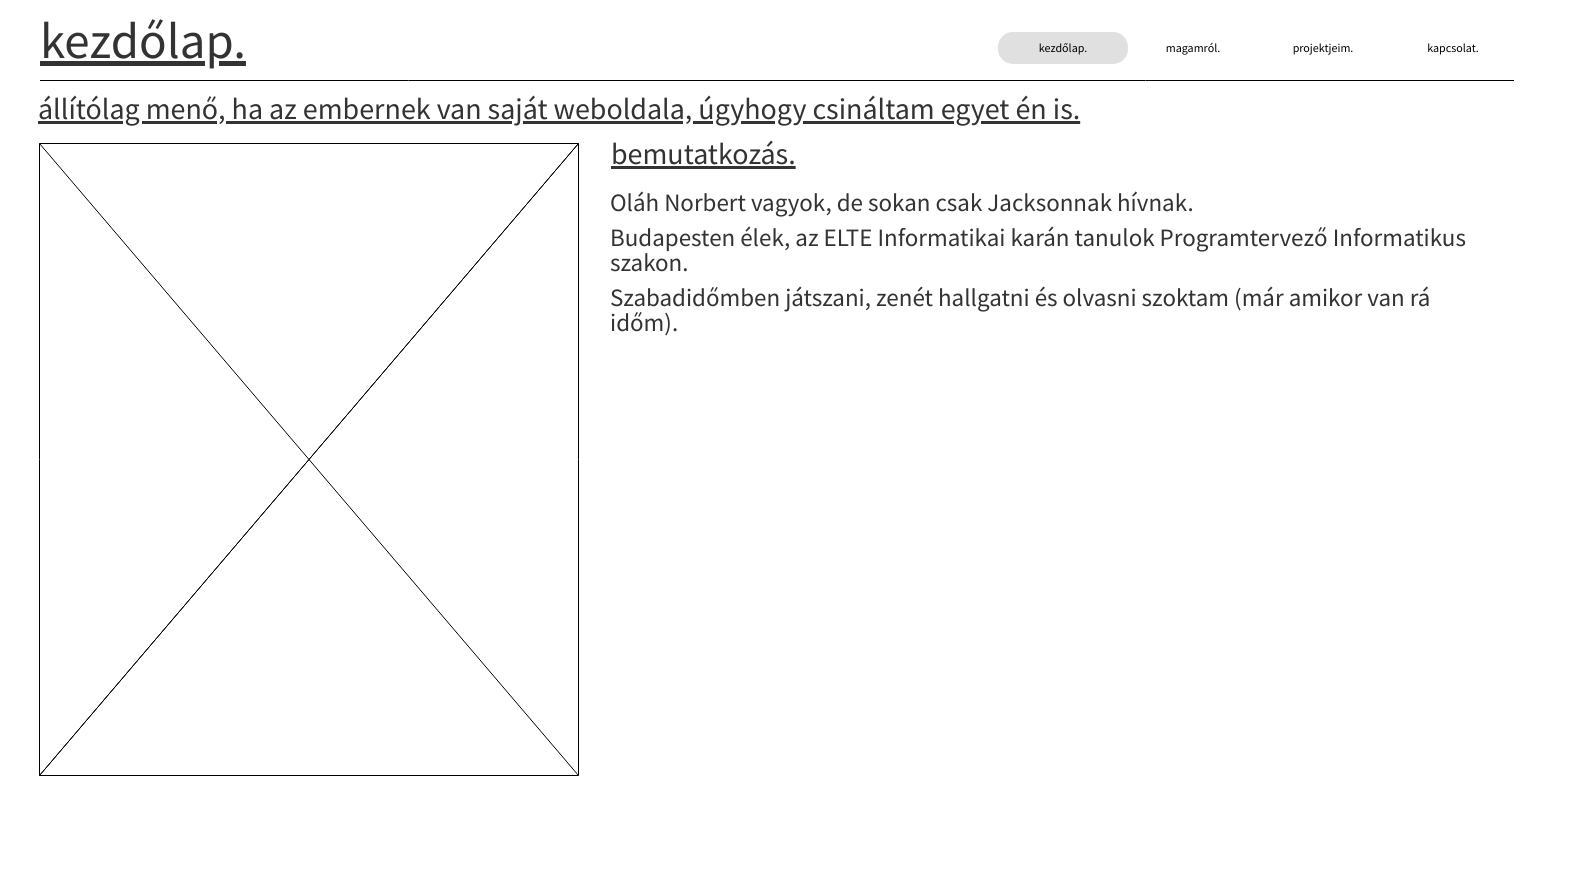 kezdőlap.
kezdőlap.
magamról.
projektjeim.
kapcsolat.
állítólag menő, ha az embernek van saját weboldala, úgyhogy csináltam egyet én is.
bemutatkozás.
Oláh Norbert vagyok, de sokan csak Jacksonnak hívnak.
Budapesten élek, az ELTE Informatikai karán tanulok Programtervező Informatikus
szakon.
Szabadidőmben játszani, zenét hallgatni és olvasni szoktam (már amikor van rá
időm).